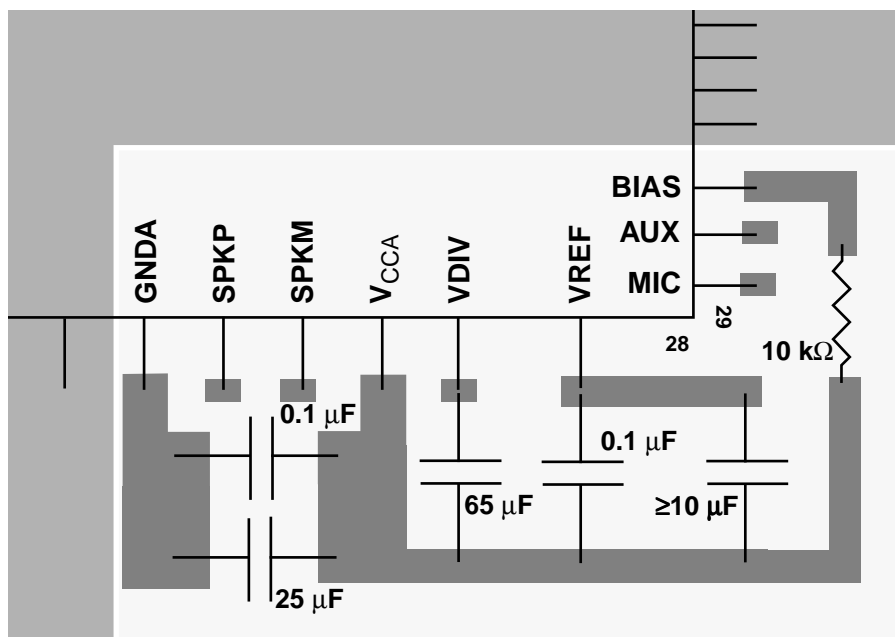 BIAS
AUX
MIC
GNDA
SPKP
SPKM
VCCA
VDIV
VREF
29
28
10 kΩ
0.1 μF
0.1 μF
65 μF
≥10 μF
25 μF